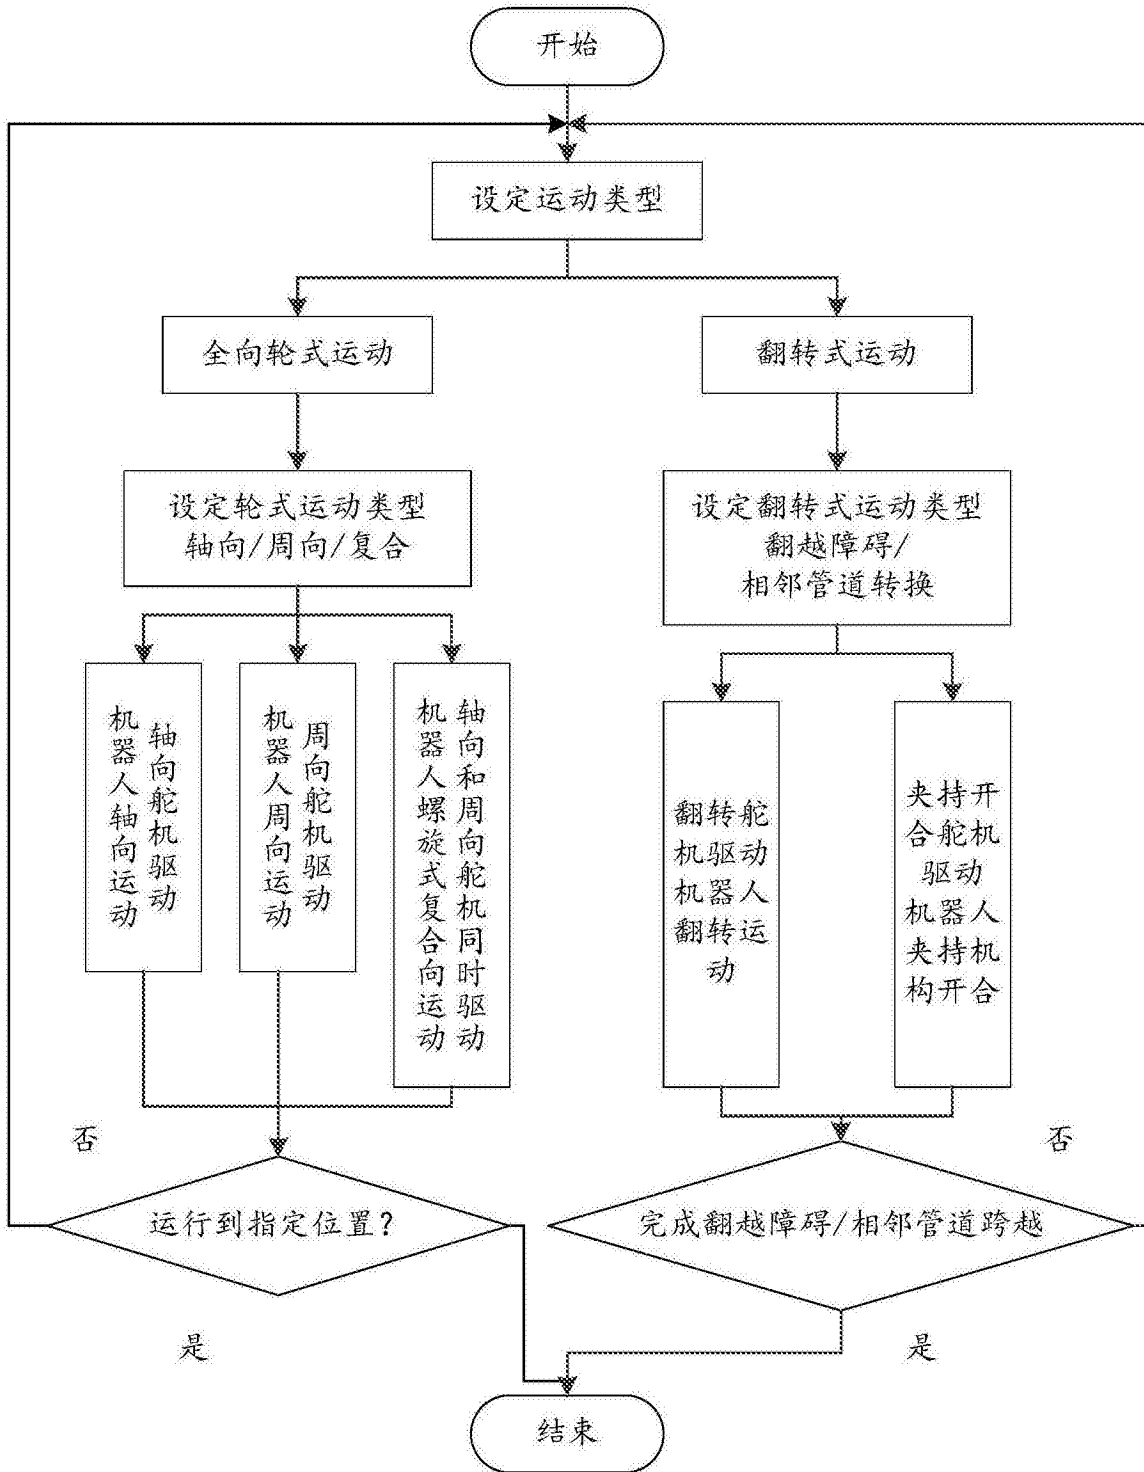 开始
设定运动类型
全向轮式运动
翻转式运动
设定轮式运动类型
轴向/周向/复合
设定翻转式运动类型
翻越障碍/
相邻管道转换
轴向舵机驱动
机器人轴向运动
周向舵机驱动
机器人周向运动
轴向和周向舵机同时驱动
机器人螺旋式复合向运动
翻转舵
机驱动
机器人
翻转运
动
夹持开
合舵机
驱动
机器人
夹持机
构开合
否
否
运行到指定位置?
完成翻越障碍/相邻管道跨越
是
是
结束